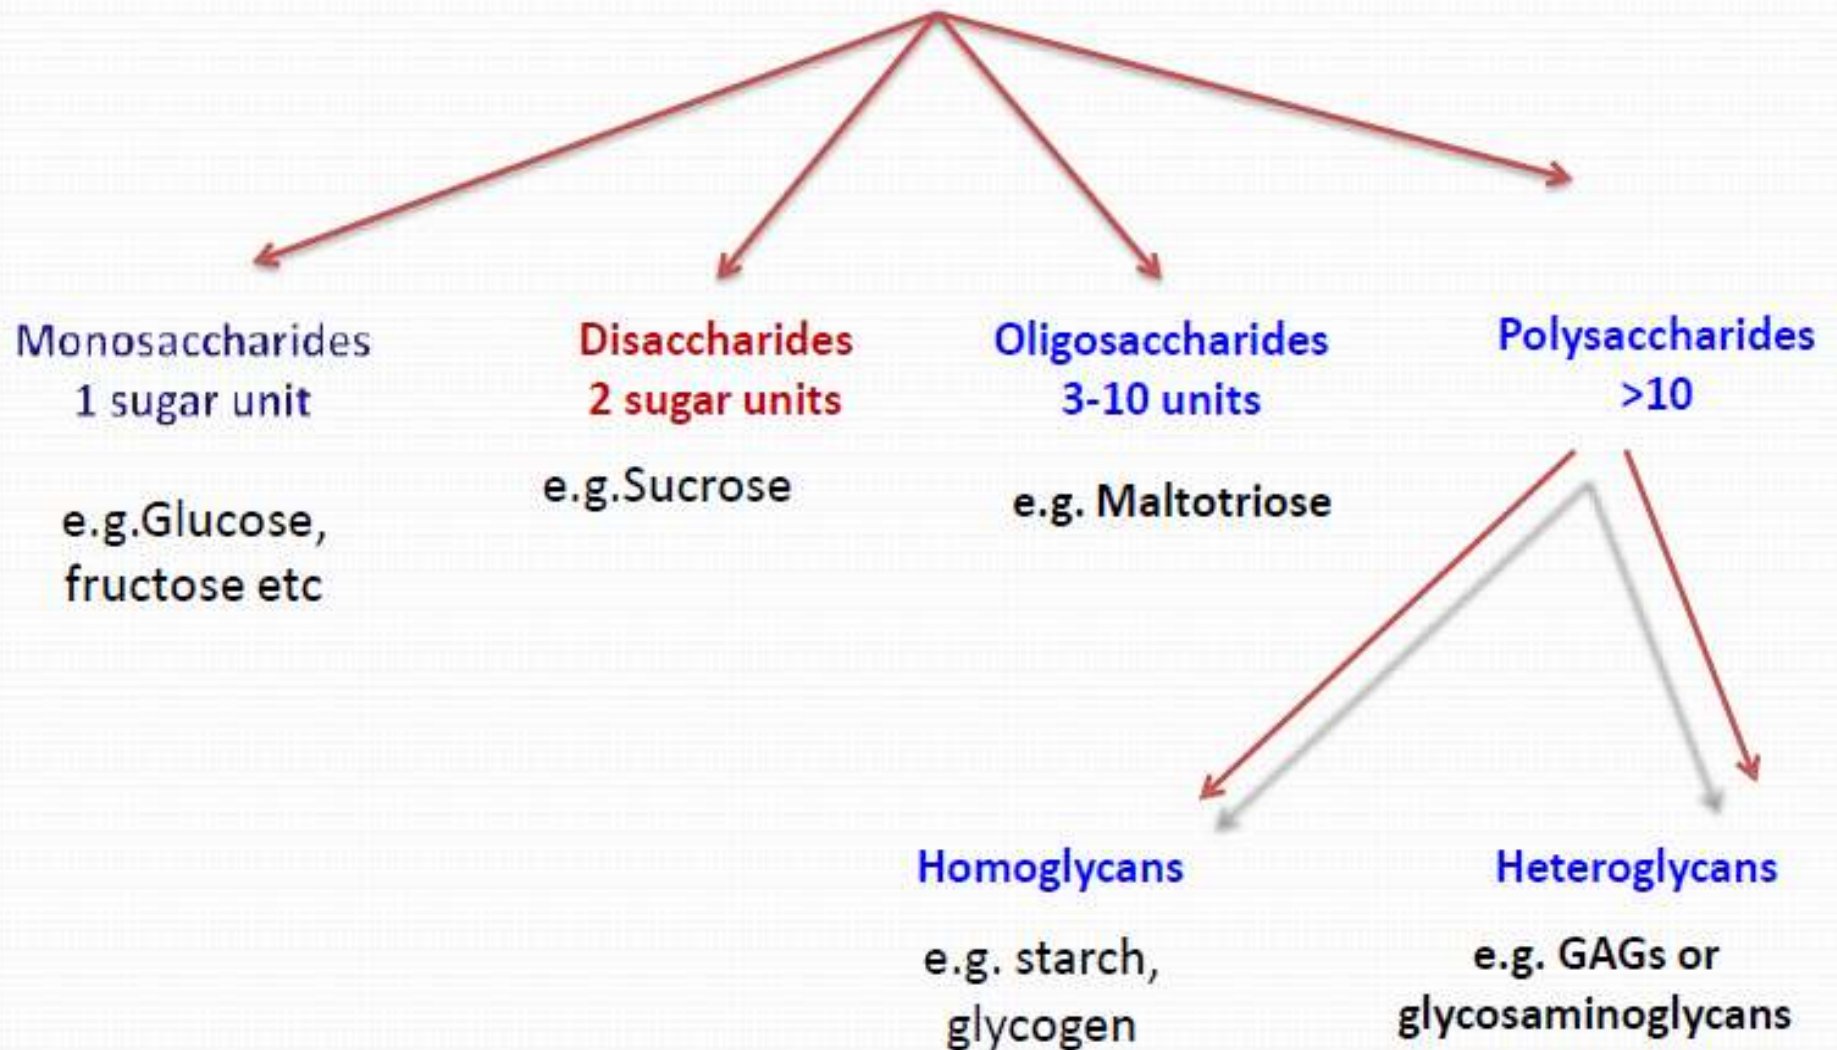 Monosaccharides
1 sugar unit
e.g.Glucose,
fructose etc
Disaccharides
2 sugar units
e.g.Sucrose
Oligosaccharides
3-10 units
e.g. Maltotriose
Polysaccharides
>10
Homoglycans
e.g. starch,
glycogen
Heteroglycans
e.g. GAGs or
glycosaminoglycans